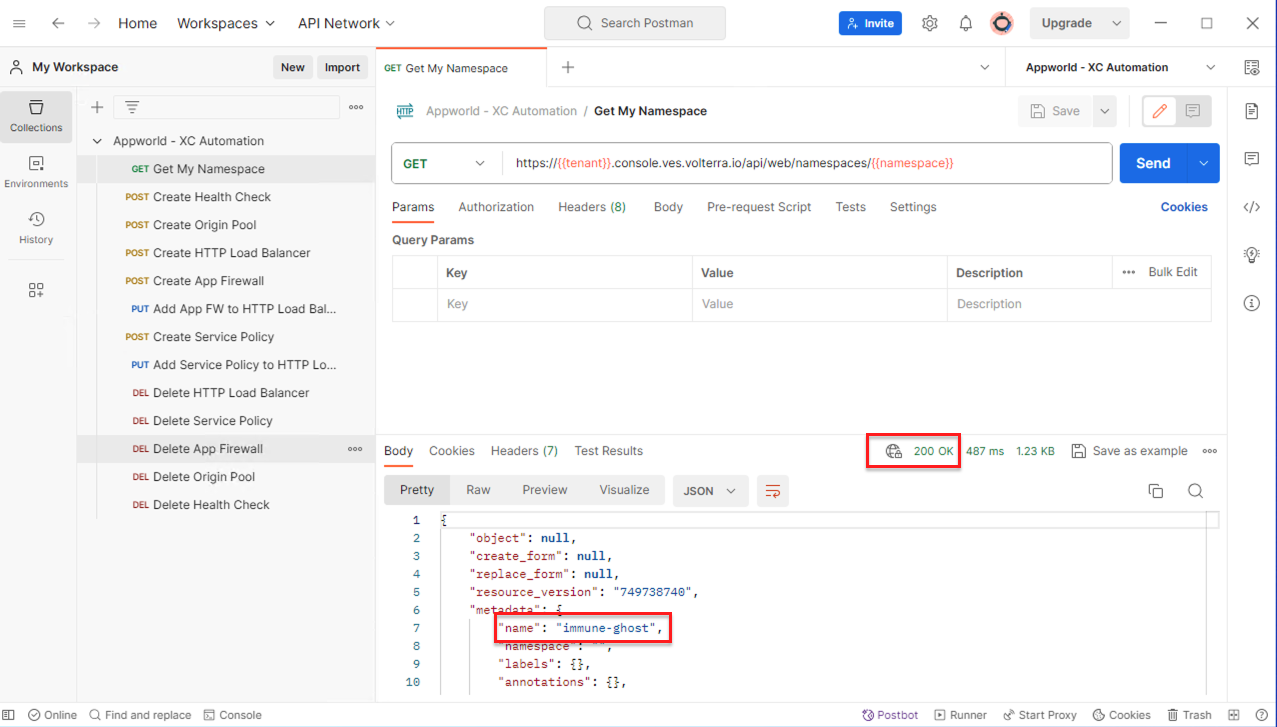 Home Workspaces API Network Search Postman Invite Upgrade
My Workspace New Import GET Get My Namespace Appworld - XC Automation
Collections
Environments
History
Appworld - XC Automation
GET Get My Namespace
POST Create Health Check
POST Create Origin Pool
POST Create HTTP Load Balancer
POST Create App Firewall
PUT Add App FW to HTTP Load Bal...
POST Create Service Policy
PUT Add Service Policy to HTTP Lo...
DEL Delete HTTP Load Balancer
DEL Delete Service Policy
DEL Delete App Firewall
DEL Delete Origin Pool
DEL Delete Health Check
HTTP Appworld - XC Automation / Get My Namespace Save
GET https://{{tenant}}.console.ves.volterra.io/api/web/namespaces/{{namespace}} Send
Params Authorization Headers (8) Body Pre-request Script Tests Settings Cookies
Query Params
Key Value Description Bulk Edit
Key Value Description
Body Cookies Headers (7) Test Results 200 OK 487 ms 1.23 KB Save as example
Pretty Raw Preview Visualize JSON
1 {
2 "object": null,
3 "create_form": null,
4 "replace_form": null,
5 "resource_version": "749738740",
6 "metadata": {
7 "name": "immune-ghost",
8 "namespace": "",
9 "labels": {},
10 "annotations": {},
Online Find and replace Console Postbot Runner Start Proxy Cookies Trash